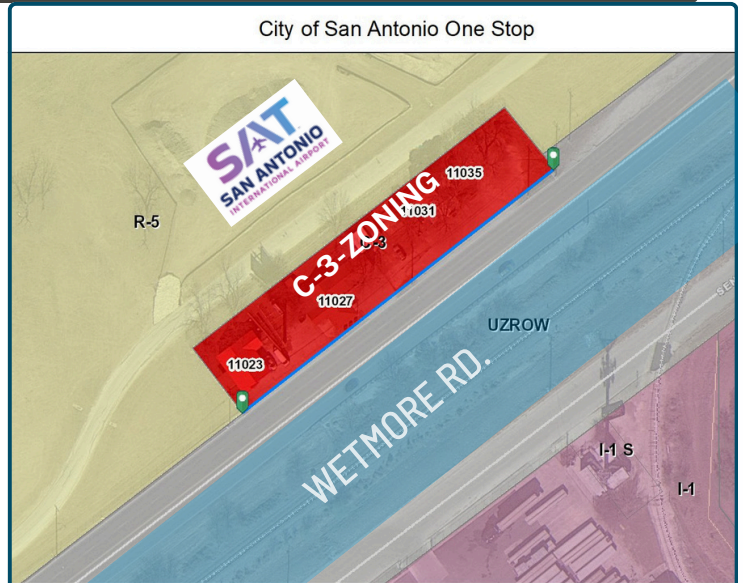 City of San Antonio One Stop
SAT
SAN ANTONIO
INTERNATIONAL AIRPORT
R-5
11035
11031
C-3
C-3-ZONING
11027
11023
UZROW
WETMORE RD.
I-1 S
I-1